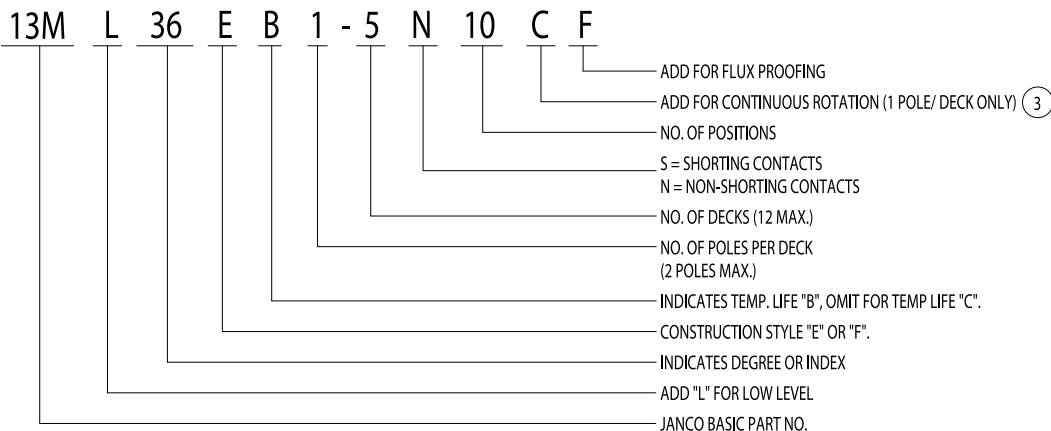 13M L 36 E B 1 - 5 N 10 C F
ADD FOR FLUX PROOFING
ADD FOR CONTINUOUS ROTATION (1 POLE/ DECK ONLY) 3
NO. OF POSITIONS
S = SHORTING CONTACTS
N = NON-SHORTING CONTACTS
NO. OF DECKS (12 MAX.)
NO. OF POLES PER DECK
(2 POLES MAX.)
INDICATES TEMP. LIFE "B", OMIT FOR TEMP LIFE "C".
CONSTRUCTION STYLE "E" OR "F".
INDICATES DEGREE OR INDEX
ADD "L" FOR LOW LEVEL
JANCO BASIC PART NO.